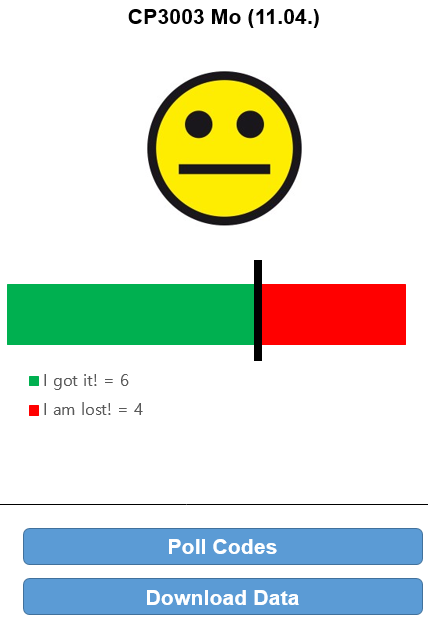 CP3003 Mo (11.04.)
I got it! = 6
I am lost! = 4
Poll Codes
Download Data